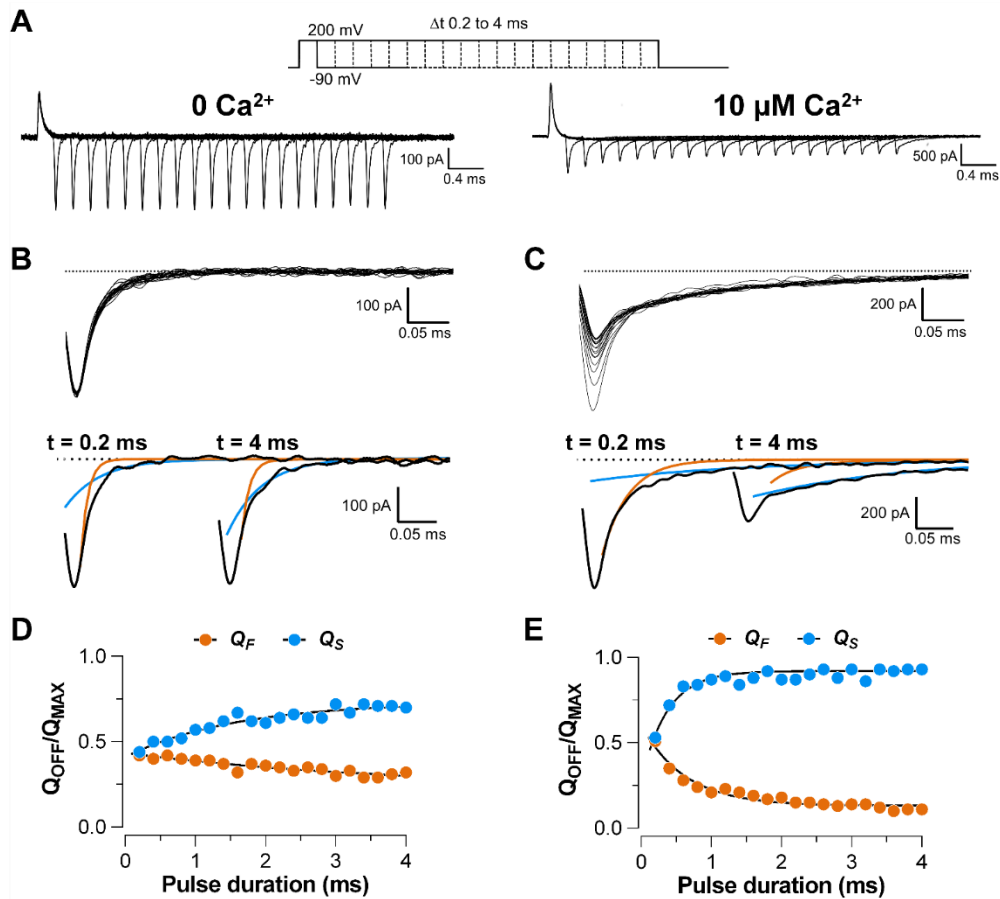 A
200 mV
Δt 0.2 to 4 ms
-90 mV
0 Ca²⁺
10 µM Ca²⁺
100 pA
0.4 ms
500 pA
0.4 ms
B
C
100 pA
0.05 ms
200 pA
0.05 ms
t = 0.2 ms
t = 4 ms
t = 0.2 ms
t = 4 ms
100 pA
0.05 ms
200 pA
0.05 ms
D
QF
QS
E
QF
QS
1.0
0.5
0.0
QOFF/QMAX
0
1
2
3
4
Pulse duration (ms)
1.0
0.5
0.0
QOFF/QMAX
0
1
2
3
4
Pulse duration (ms)